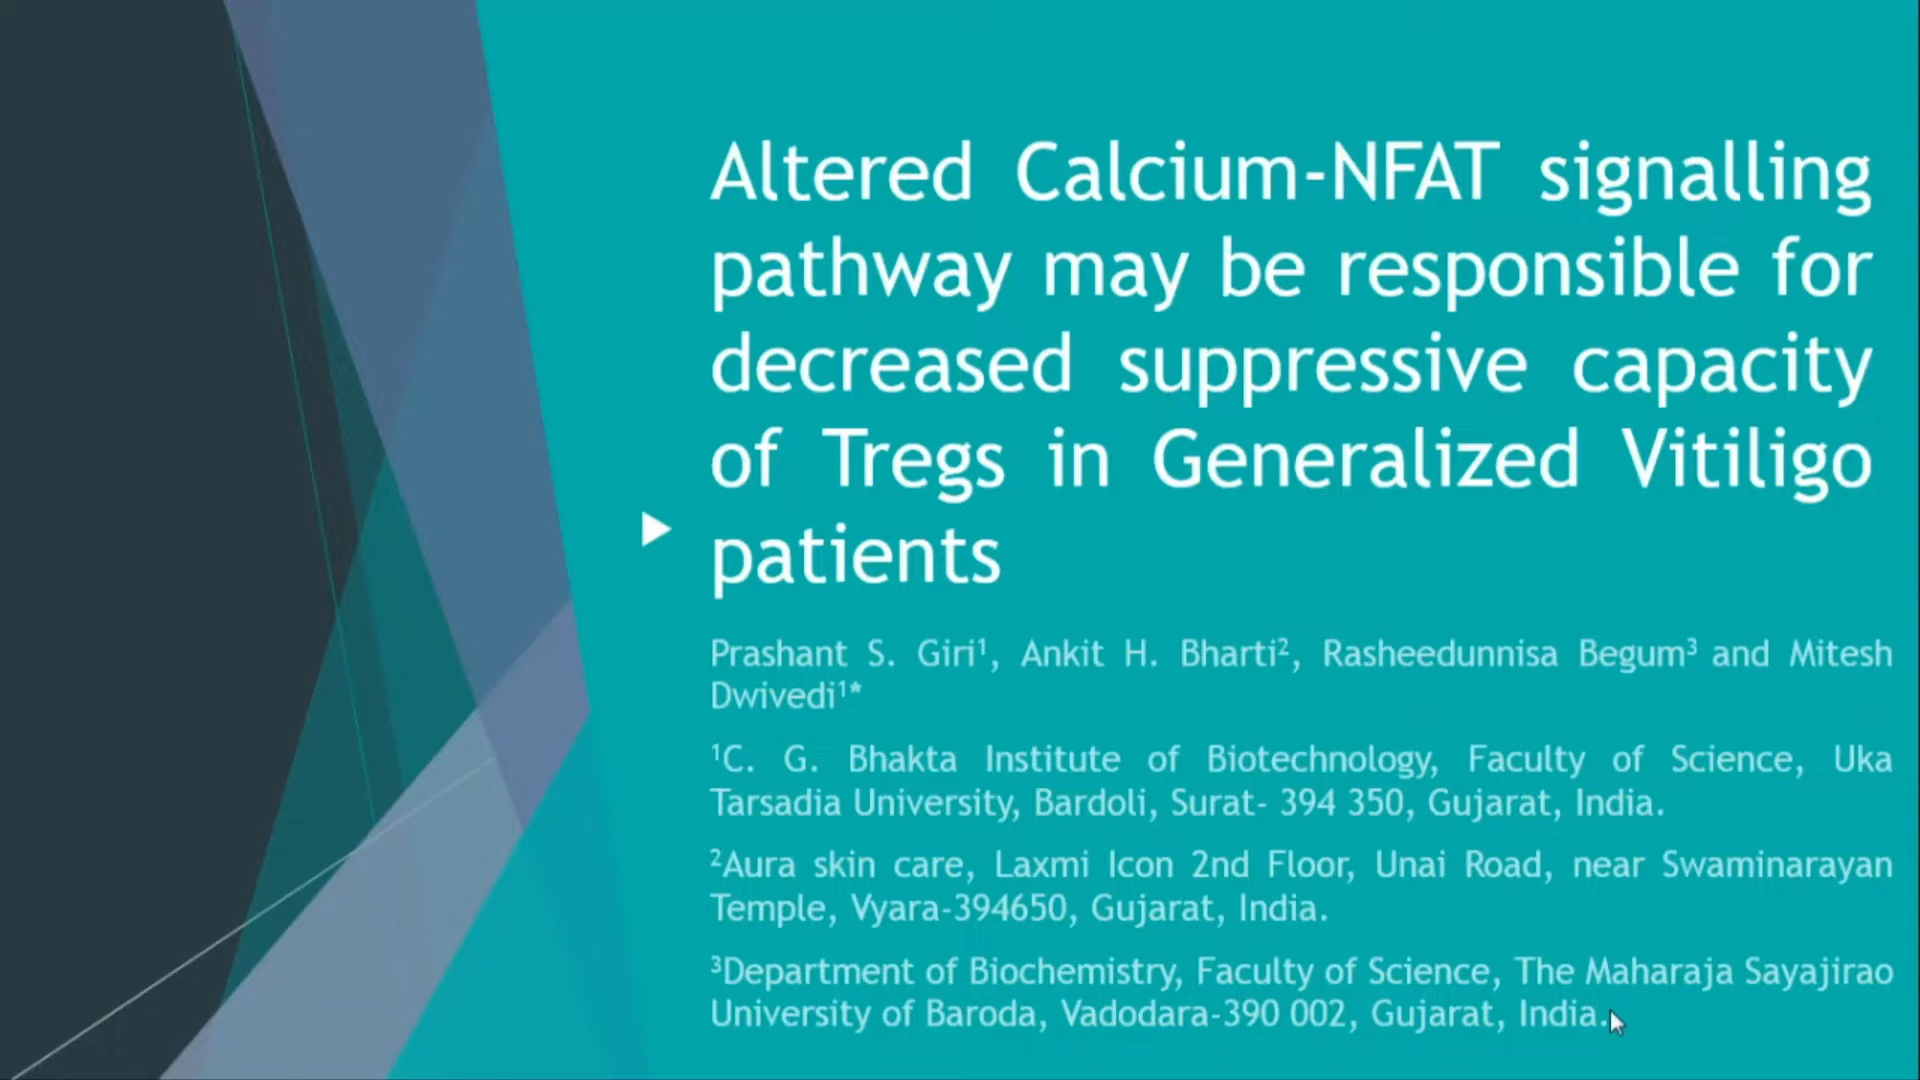 Altered Calcium-NFAT signalling
pathway may be responsible for
decreased suppressive capacity
of Tregs in Generalized Vitiligo
patients
Prashant S. Giri¹, Ankit H. Bharti², Rasheedunnisa Begum³ and Mitesh
Dwivedi¹*
¹C. G. Bhakta Institute of Biotechnology, Faculty of Science, Uka
Tarsadia University, Bardoli, Surat- 394 350, Gujarat, India.
²Aura skin care, Laxmi Icon 2nd Floor, Unai Road, near Swaminarayan
Temple, Vyara-394650, Gujarat, India.
³Department of Biochemistry, Faculty of Science, The Maharaja Sayajirao
University of Baroda, Vadodara-390 002, Gujarat, India.